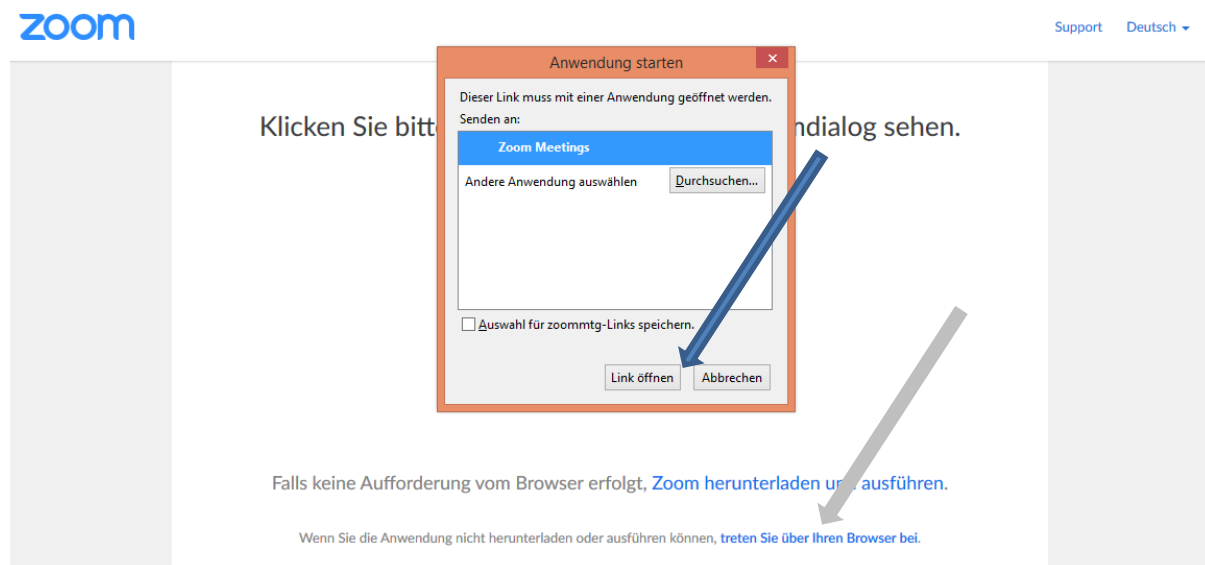 zoom
Support Deutsch
Anwendung starten
Dieser Link muss mit einer Anwendung geöffnet werden.
Senden an:
Klicken Sie bitt ndialog sehen.
Zoom Meetings
Andere Anwendung auswählen Durchsuchen...
Auswahl für zoommtg-Links speichern.
Link öffnen Abbrechen
Falls keine Aufforderung vom Browser erfolgt, Zoom herunterladen und ausführen.
Wenn Sie die Anwendung nicht herunterladen oder ausführen können, treten Sie über Ihren Browser bei.